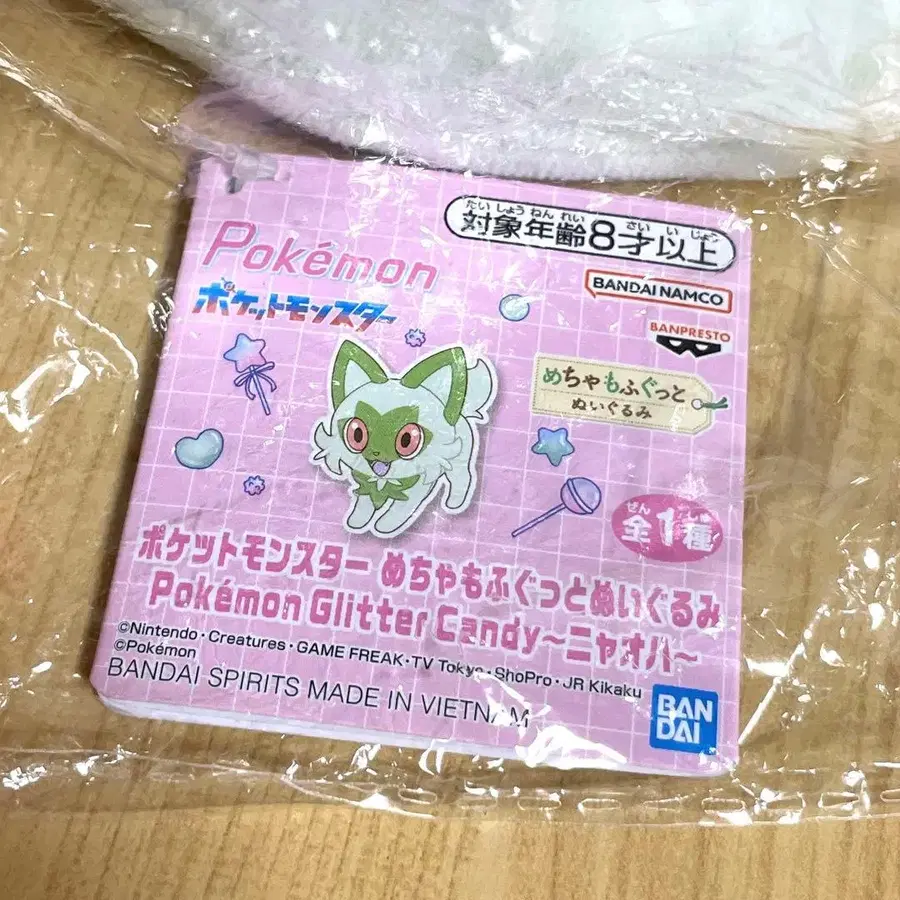 たいしょうねんれい さいいじょう
対象年齢8才以上
Pokémon
ポケットモンスター
BANDAI NAMCO
BANPRESTO
めちゃもふぐっと
ぬいぐるみ
ぜん しゅ
全1種
ポケットモンスター めちゃもふぐっとぬいぐるみ
Pokémon Glitter Candy〜ニャオハ〜
©Nintendo・Creatures・GAME FREAK・TV Tokyo・ShoPro・JR Kikaku
©Pokémon
BANDAI SPIRITS MADE IN VIETNAM
BAN
DAI